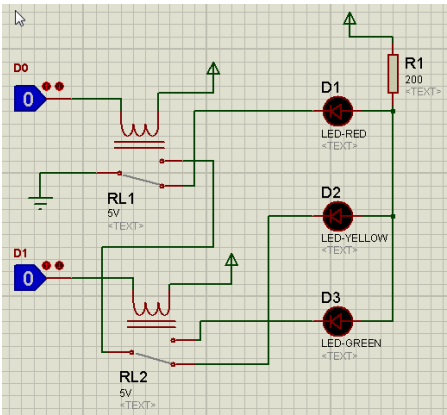 D0
0
R1
200
<TEXT>
D1
LED-RED
<TEXT>
RL1
5V
<TEXT>
D2
LED-YELLOW
<TEXT>
D1
0
D3
LED-GREEN
<TEXT>
RL2
5V
<TEXT>